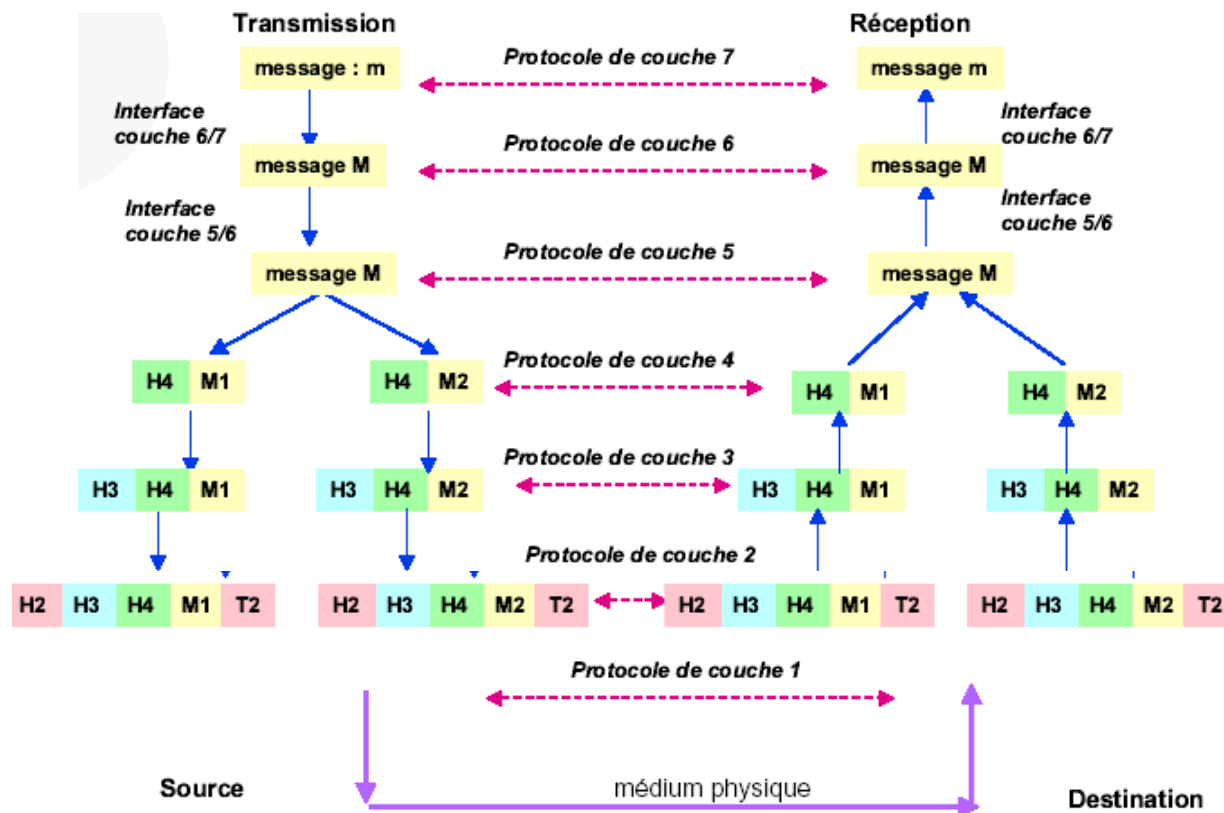 Transmission
Réception
message : m
Protocole de couche 7
message m
Interface
couche 6/7
Interface
couche 6/7
message M
Protocole de couche 6
message M
Interface
couche 5/6
Interface
couche 5/6
message M
Protocole de couche 5
message M
H4 M1
H4 M2
Protocole de couche 4
H4 M1
H4 M2
H3 H4 M1
H3 H4 M2
Protocole de couche 3
H3 H4 M1
H3 H4 M2
Protocole de couche 2
H2 H3 H4 M1 T2
H2 H3 H4 M2 T2
H2 H3 H4 M1 T2
H2 H3 H4 M2 T2
Protocole de couche 1
Source
médium physique
Destination